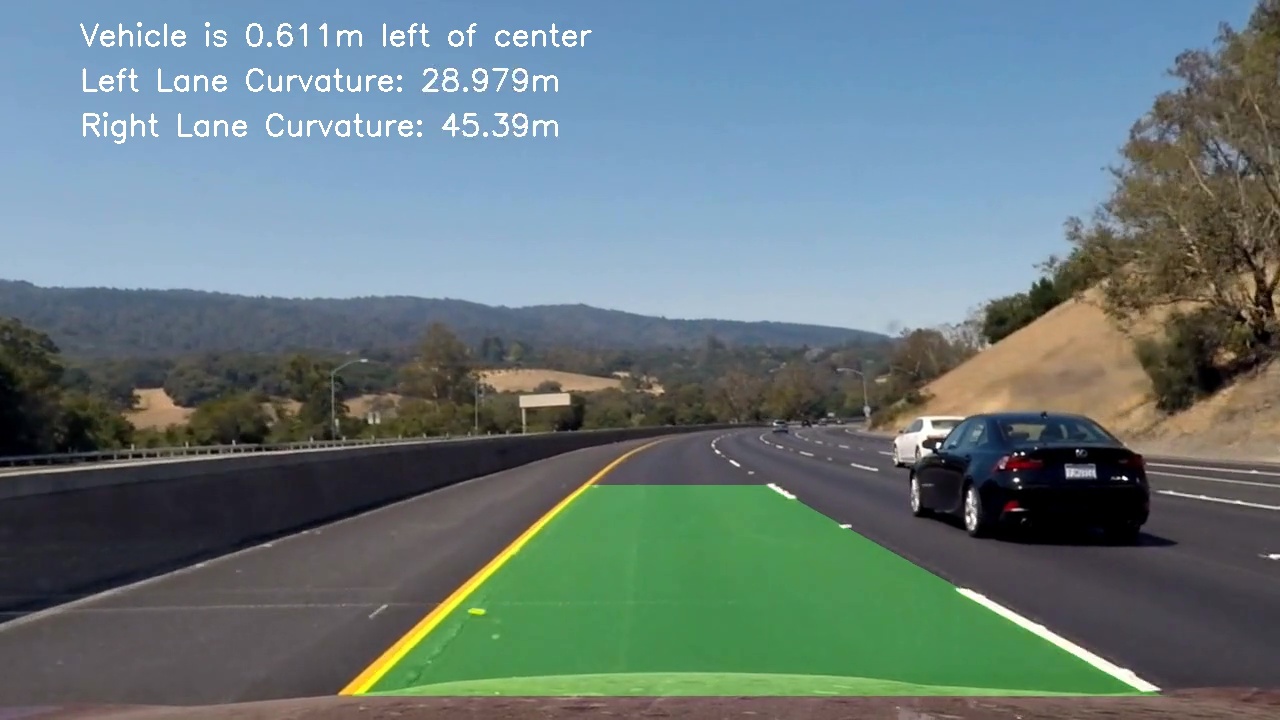 Vehicle is 0.611m left of center
Left Lane Curvature: 28.979m
Right Lane Curvature: 45.39m